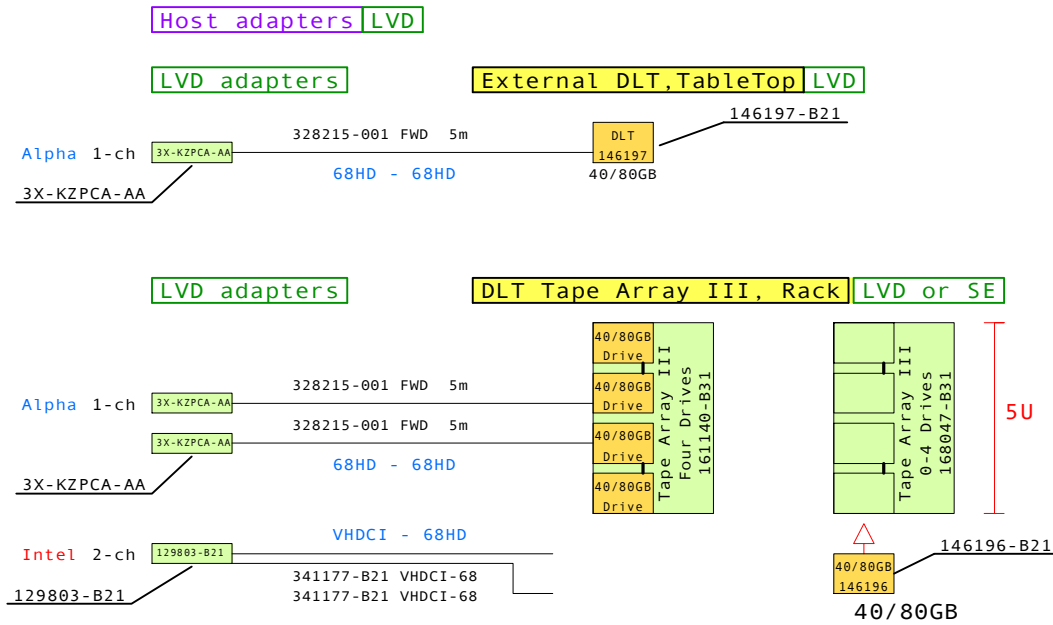 Host adapters LVD
LVD adapters External DLT,TableTop LVD
146197-B21
328215-001 FWD 5m
DLT
Alpha 1-ch 3X-KZPCA-AA 146197
68HD - 68HD 40/80GB
3X-KZPCA-AA
LVD adapters DLT Tape Array III, Rack LVD or SE
40/80GB
Drive
328215-001 FWD 5m
40/80GB
Alpha 1-ch 3X-KZPCA-AA
Drive
328215-001 FWD 5m
40/80GB
3X-KZPCA-AA
Drive
68HD - 68HD
3X-KZPCA-AA
40/80GB
Drive
Tape Array III
Four Drives
161140-B31
Tape Array III
0-4 Drives
168047-B31
5U
VHDCI - 68HD
Intel 2-ch 129803-B21
146196-B21
341177-B21 VHDCI-68
40/80GB
129803-B21
341177-B21 VHDCI-68
146196
40/80GB